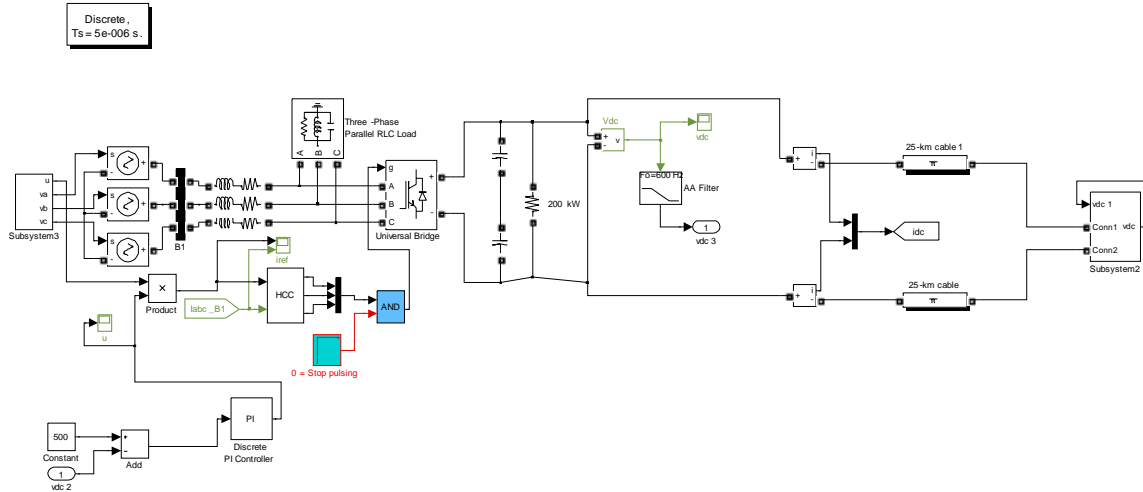 Discrete,
Ts = 5e-006 s.
Three -Phase
Parallel RLC Load
A
B
C
s
-
+
s
-
+
s
-
+
u
va
vb
vc
Subsystem3
B1
g
A
B
C
+
-
Universal Bridge
200 kW
Vdc
+
-
v
vdc
Fo=600 Hz
AA Filter
1
vdc 3
+
i
-
25-km cable 1
π
idc
+
i
-
25-km cable
π
vdc 1
Conn1
vdc
Conn2
Subsystem2
iref
×
Product
Iabc _B1
HCC
AND
0 = Stop pulsing
u
PI
Discrete
PI Controller
500
Constant
+
-
Add
1
vdc 2